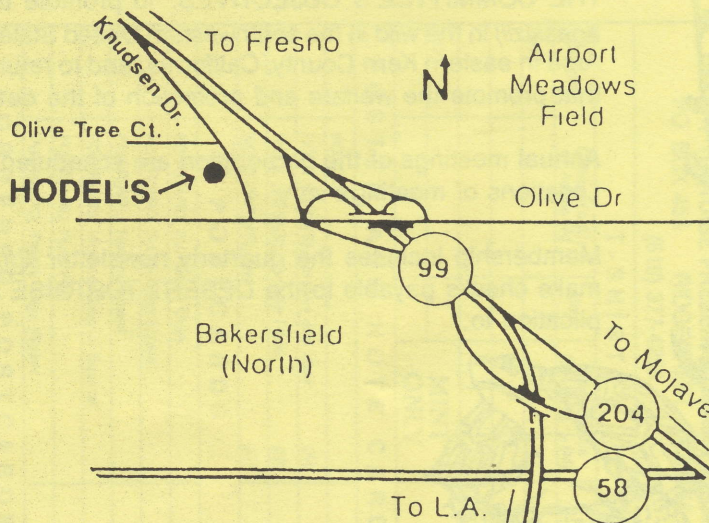 To Fresno
Knudsen Dr.
N
Airport
Meadows
Field
Olive Tree Ct.
HODEL'S
Olive Dr
99
Bakersfield
(North)
To Mojave
204
58
To L.A.